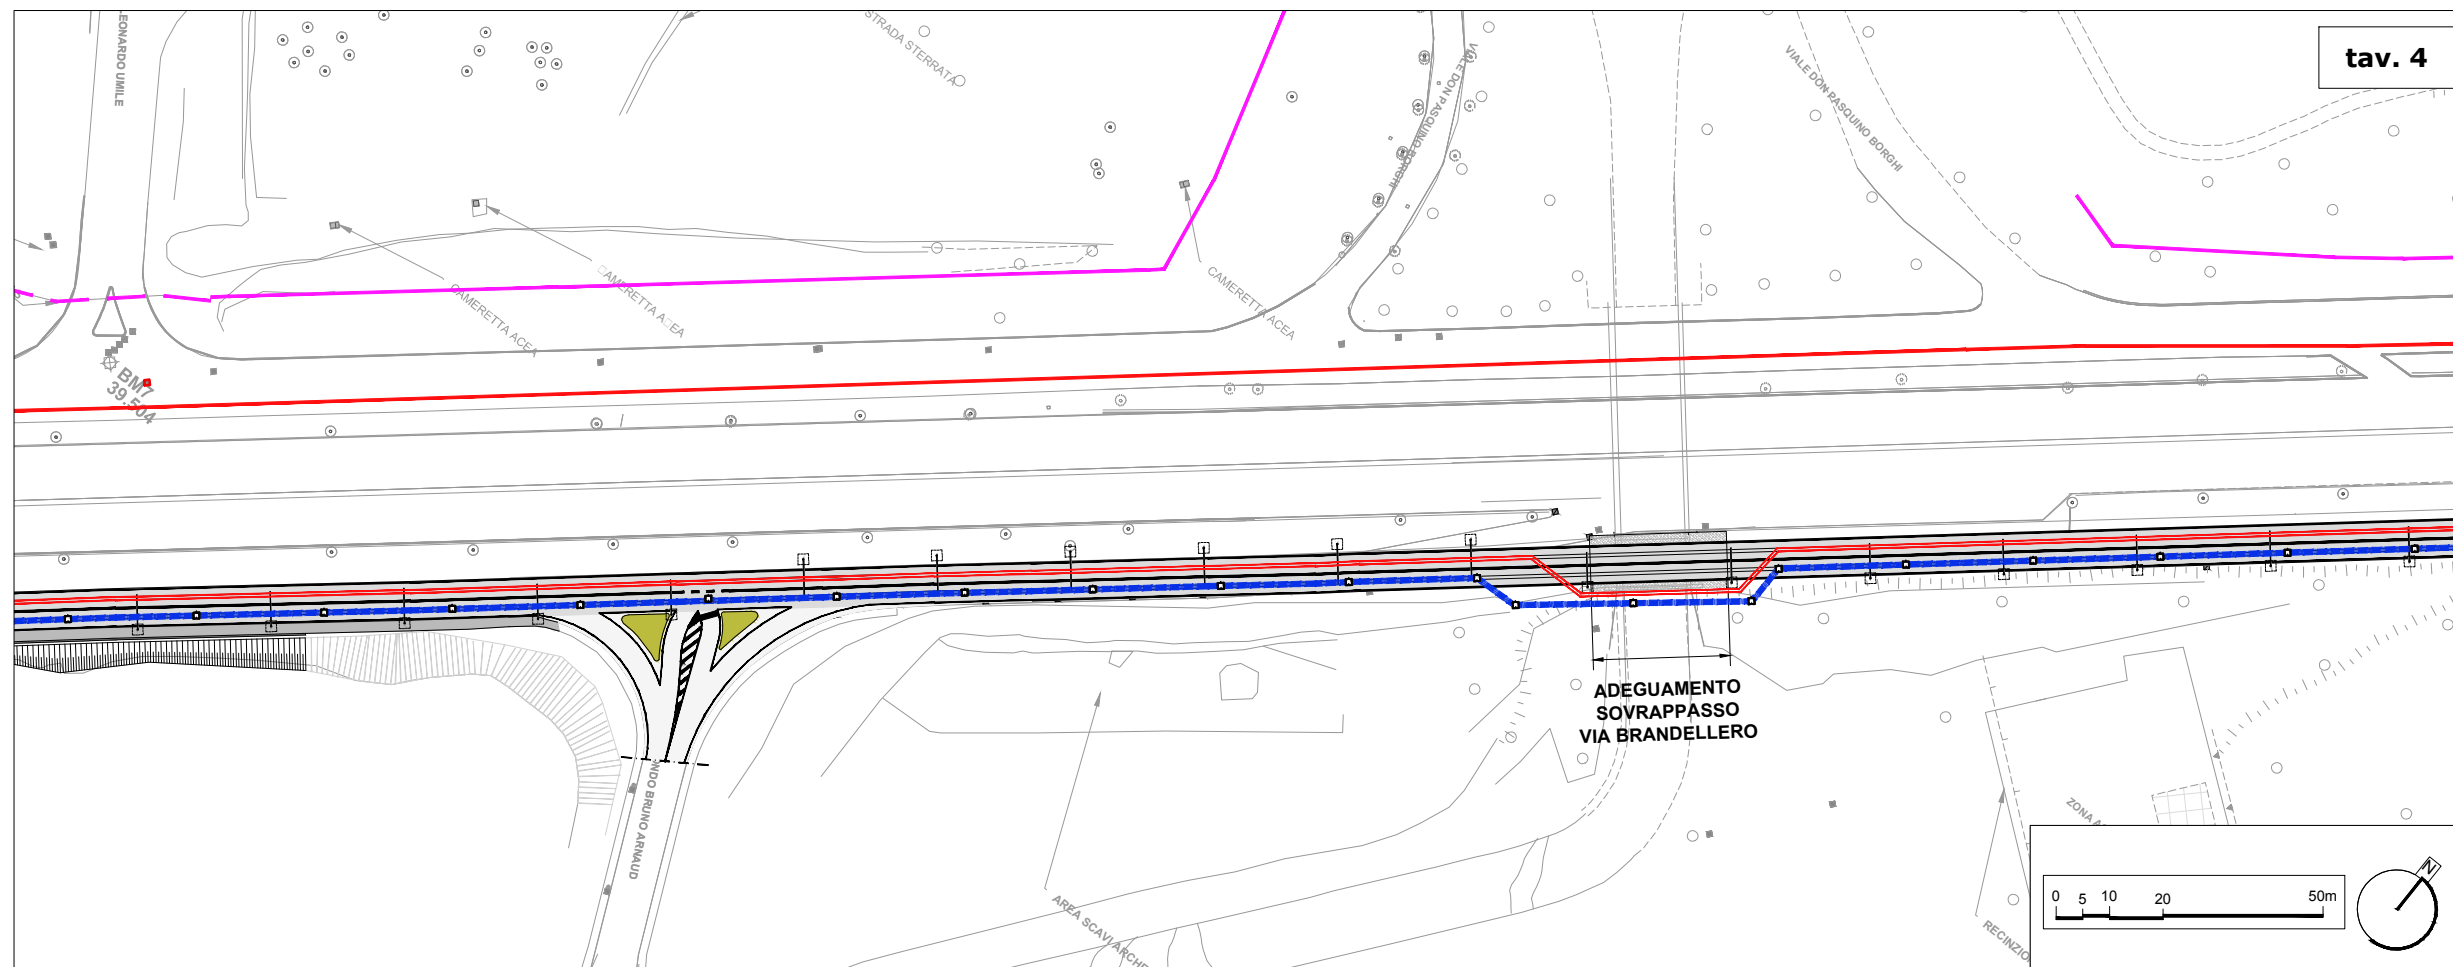 tav. 4
LEONARDO UMILE
STRADA STERRATA
VIALE DON PASQUINO BORGHI
VIALE DON PASQUINO BORGHI
CAMERETTA ACEA
CAMERETTA ACEA
CAMERETTA ACEA
BM7
39.504
ADEGUAMENTO
SOVRAPPASSO
VIA BRANDELLERO
NDO BRUNO ARNAUD
AREA SCAVI ARCHE
ZONA A
RECINZIO
0 5 10 20 50m
N